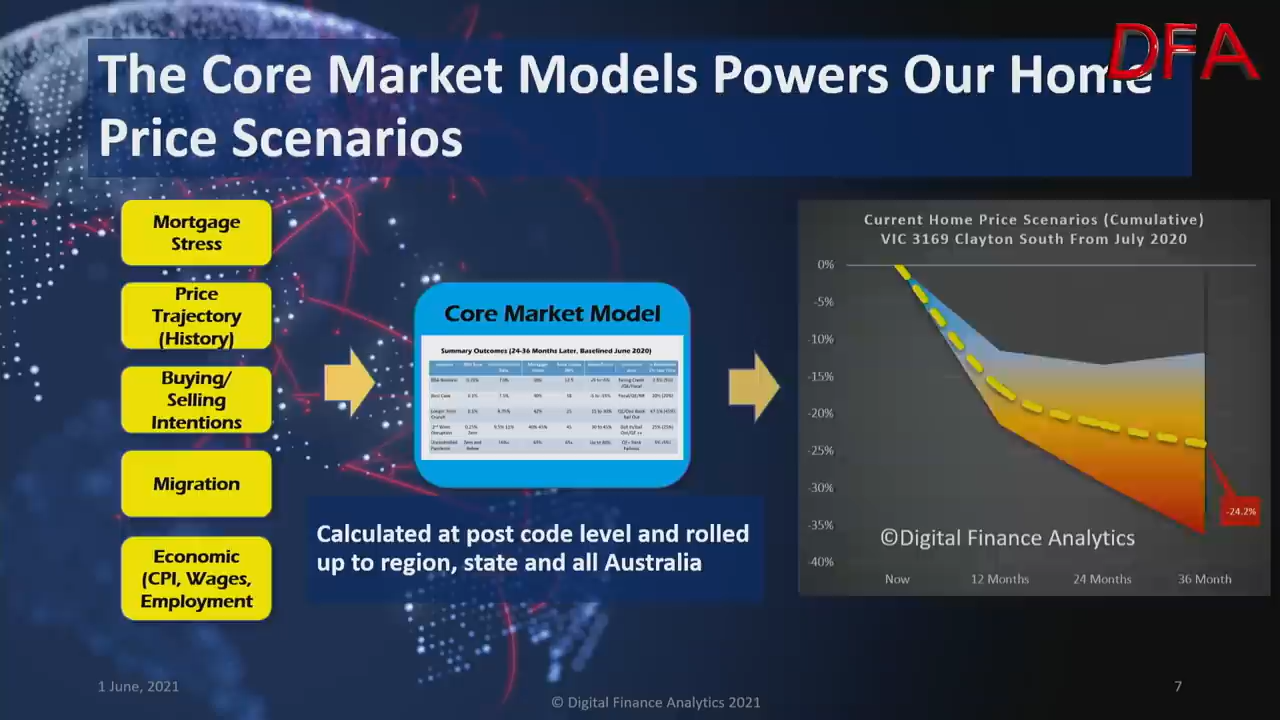 DFA
The Core Market Models Powers Our Home
Price Scenarios
Mortgage
Stress
Price
Trajectory
(History)
Buying/
Selling
Intentions
Migration
Economic
(CPI, Wages,
Employment
Core Market Model
Summary Outcomes (24-36 Months Later, Baselined June 2020)
Calculated at post code level and rolled
up to region, state and all Australia
Current Home Price Scenarios (Cumulative)
VIC 3169 Clayton South From July 2020
0%
-5%
-10%
-15%
-20%
-25%
-30%
-35%
-40%
-24.2%
©Digital Finance Analytics
Now 12 Months 24 Months 36 Month
1 June, 2021
© Digital Finance Analytics 2021
7